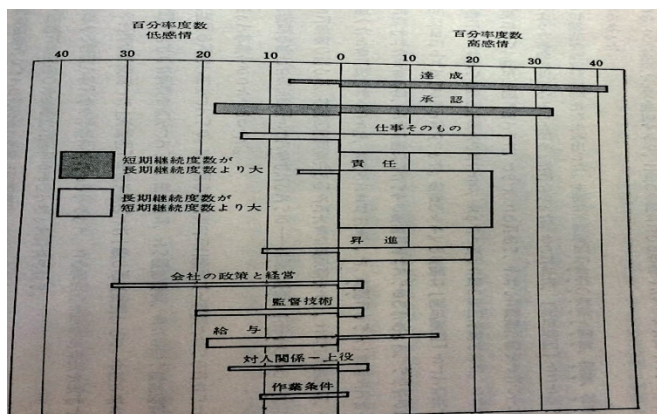 百分率度数
低感情
百分率度数
高感情
40 30 20 10 0 10 20 30 40
達成
承認
仕事そのもの
短期継続度数が
長期継続度数より大
責任
長期継続度数が
短期継続度数より大
昇進
会社の政策と経営
監督技術
給与
対人関係－上役
作業条件